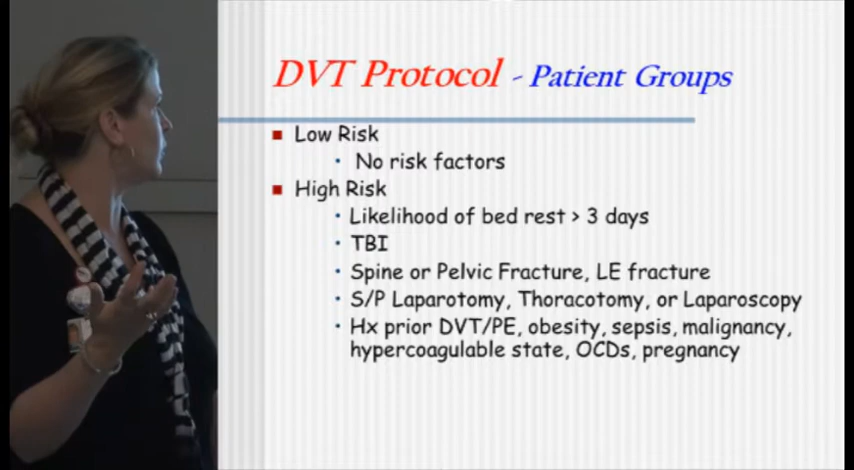 DVT Protocol - Patient Groups
Low Risk
No risk factors
High Risk
Likelihood of bed rest > 3 days
TBI
Spine or Pelvic Fracture, LE fracture
S/P Laparotomy, Thoracotomy, or Laparoscopy
Hx prior DVT/PE, obesity, sepsis, malignancy,
hypercoagulable state, OCDs, pregnancy